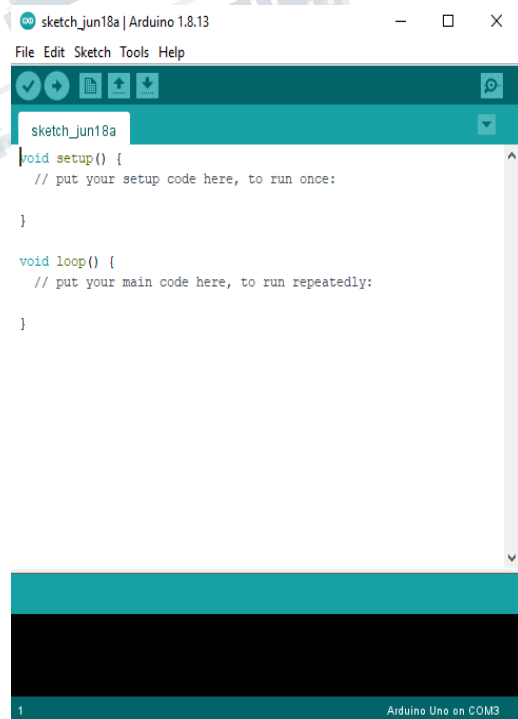 sketch_jun18a | Arduino 1.8.13
File Edit Sketch Tools Help
sketch_jun18a
void setup() {
  // put your setup code here, to run once:
}
void loop() {
  // put your main code here, to run repeatedly:
}
1 Arduino Uno on COM3